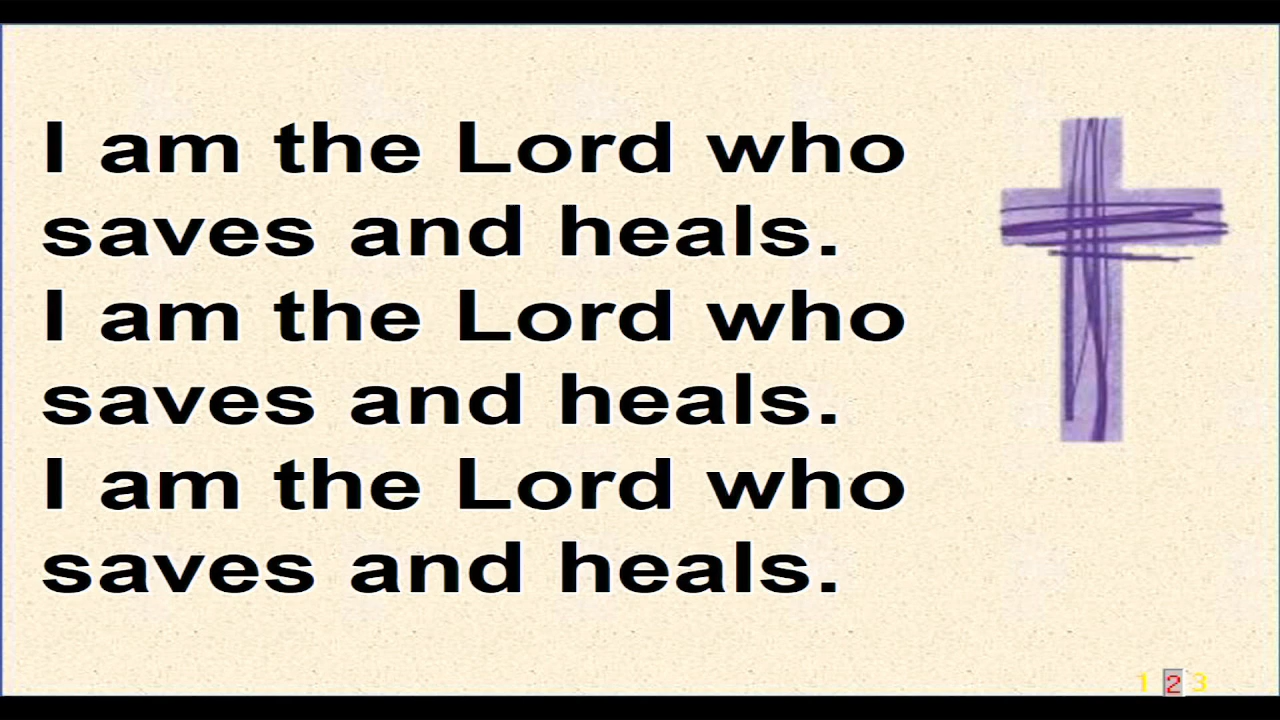 I am the Lord who
saves and heals.
I am the Lord who
saves and heals.
I am the Lord who
saves and heals.
1 2 3